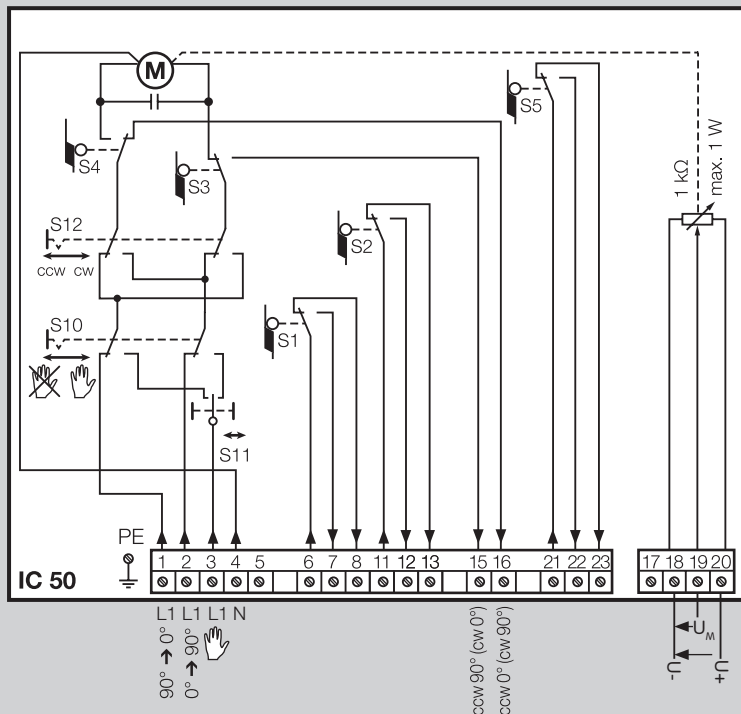 M
S4
S3
S5
S12
ccw cw
S2
S10
S1
S11
1 kΩ
max. 1 W
PE
1 2 3 4 5 6 7 8 11 12 13 15 16 21 22 23 17 18 19 20
IC 50
L1 L1 L1 N
90° → 0°
0° → 90°
ccw 90° (cw 0°)
ccw 0° (cw 90°)
UM
U-
U+